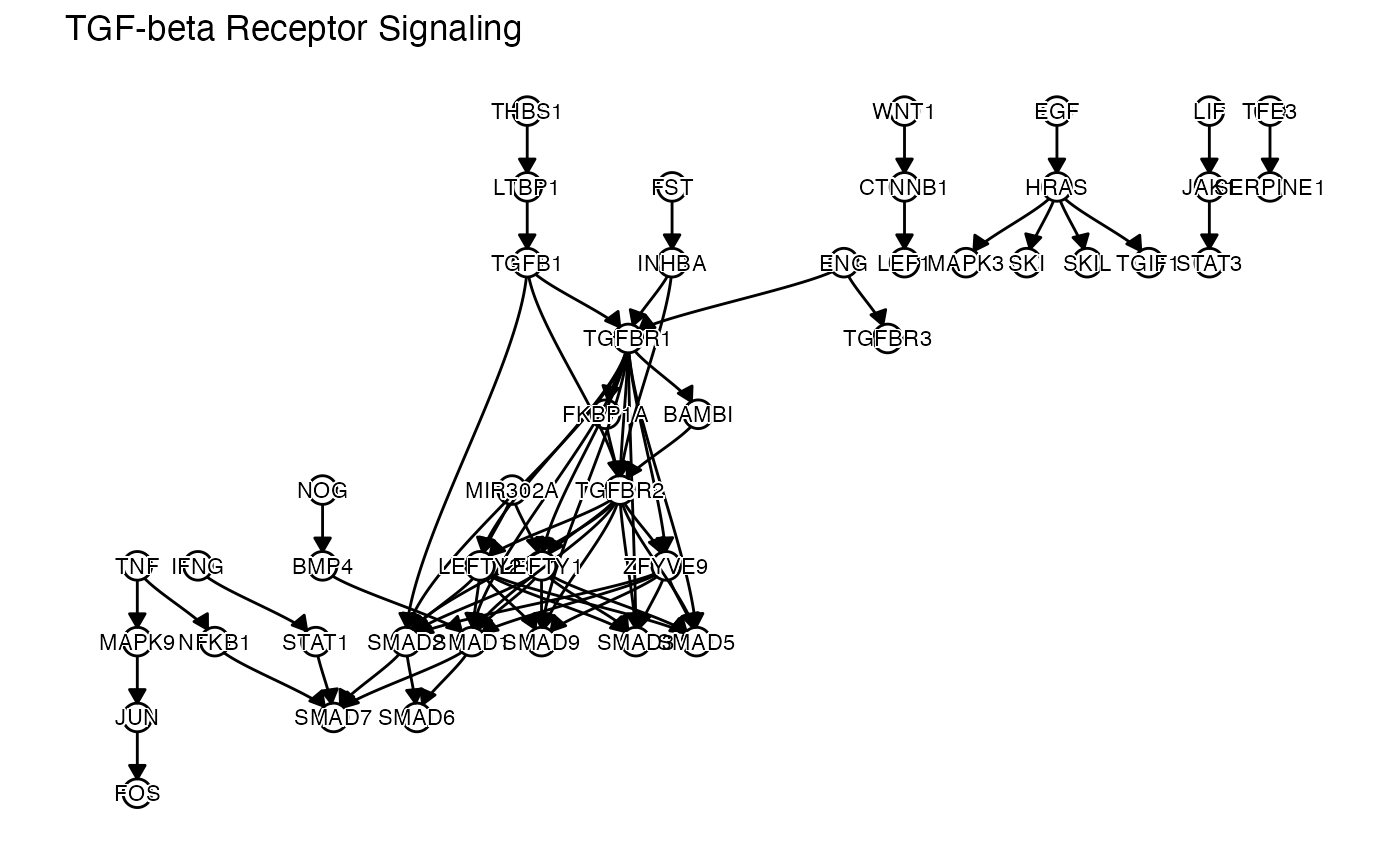 TGF-beta Receptor Signaling
THBS1 WNT1 EGF LIF TFE3
LTBP1 FST CTNNB1 HRAS JAK1 SERPINE1
TGFB1 INHBA ENG LEF1 MAPK3 SKI SKIL TGIF1 STAT3
TGFBR1 TGFBR3
FKBP1A BAMBI
NOG MIR302A TGFBR2
TNF IFNG BMP4 LEFTY2 LEFTY1 ZFYVE9
MAPK9 NFKB1 STAT1 SMAD2 SMAD1 SMAD9 SMAD3 SMAD5
JUN SMAD7 SMAD6
FOS